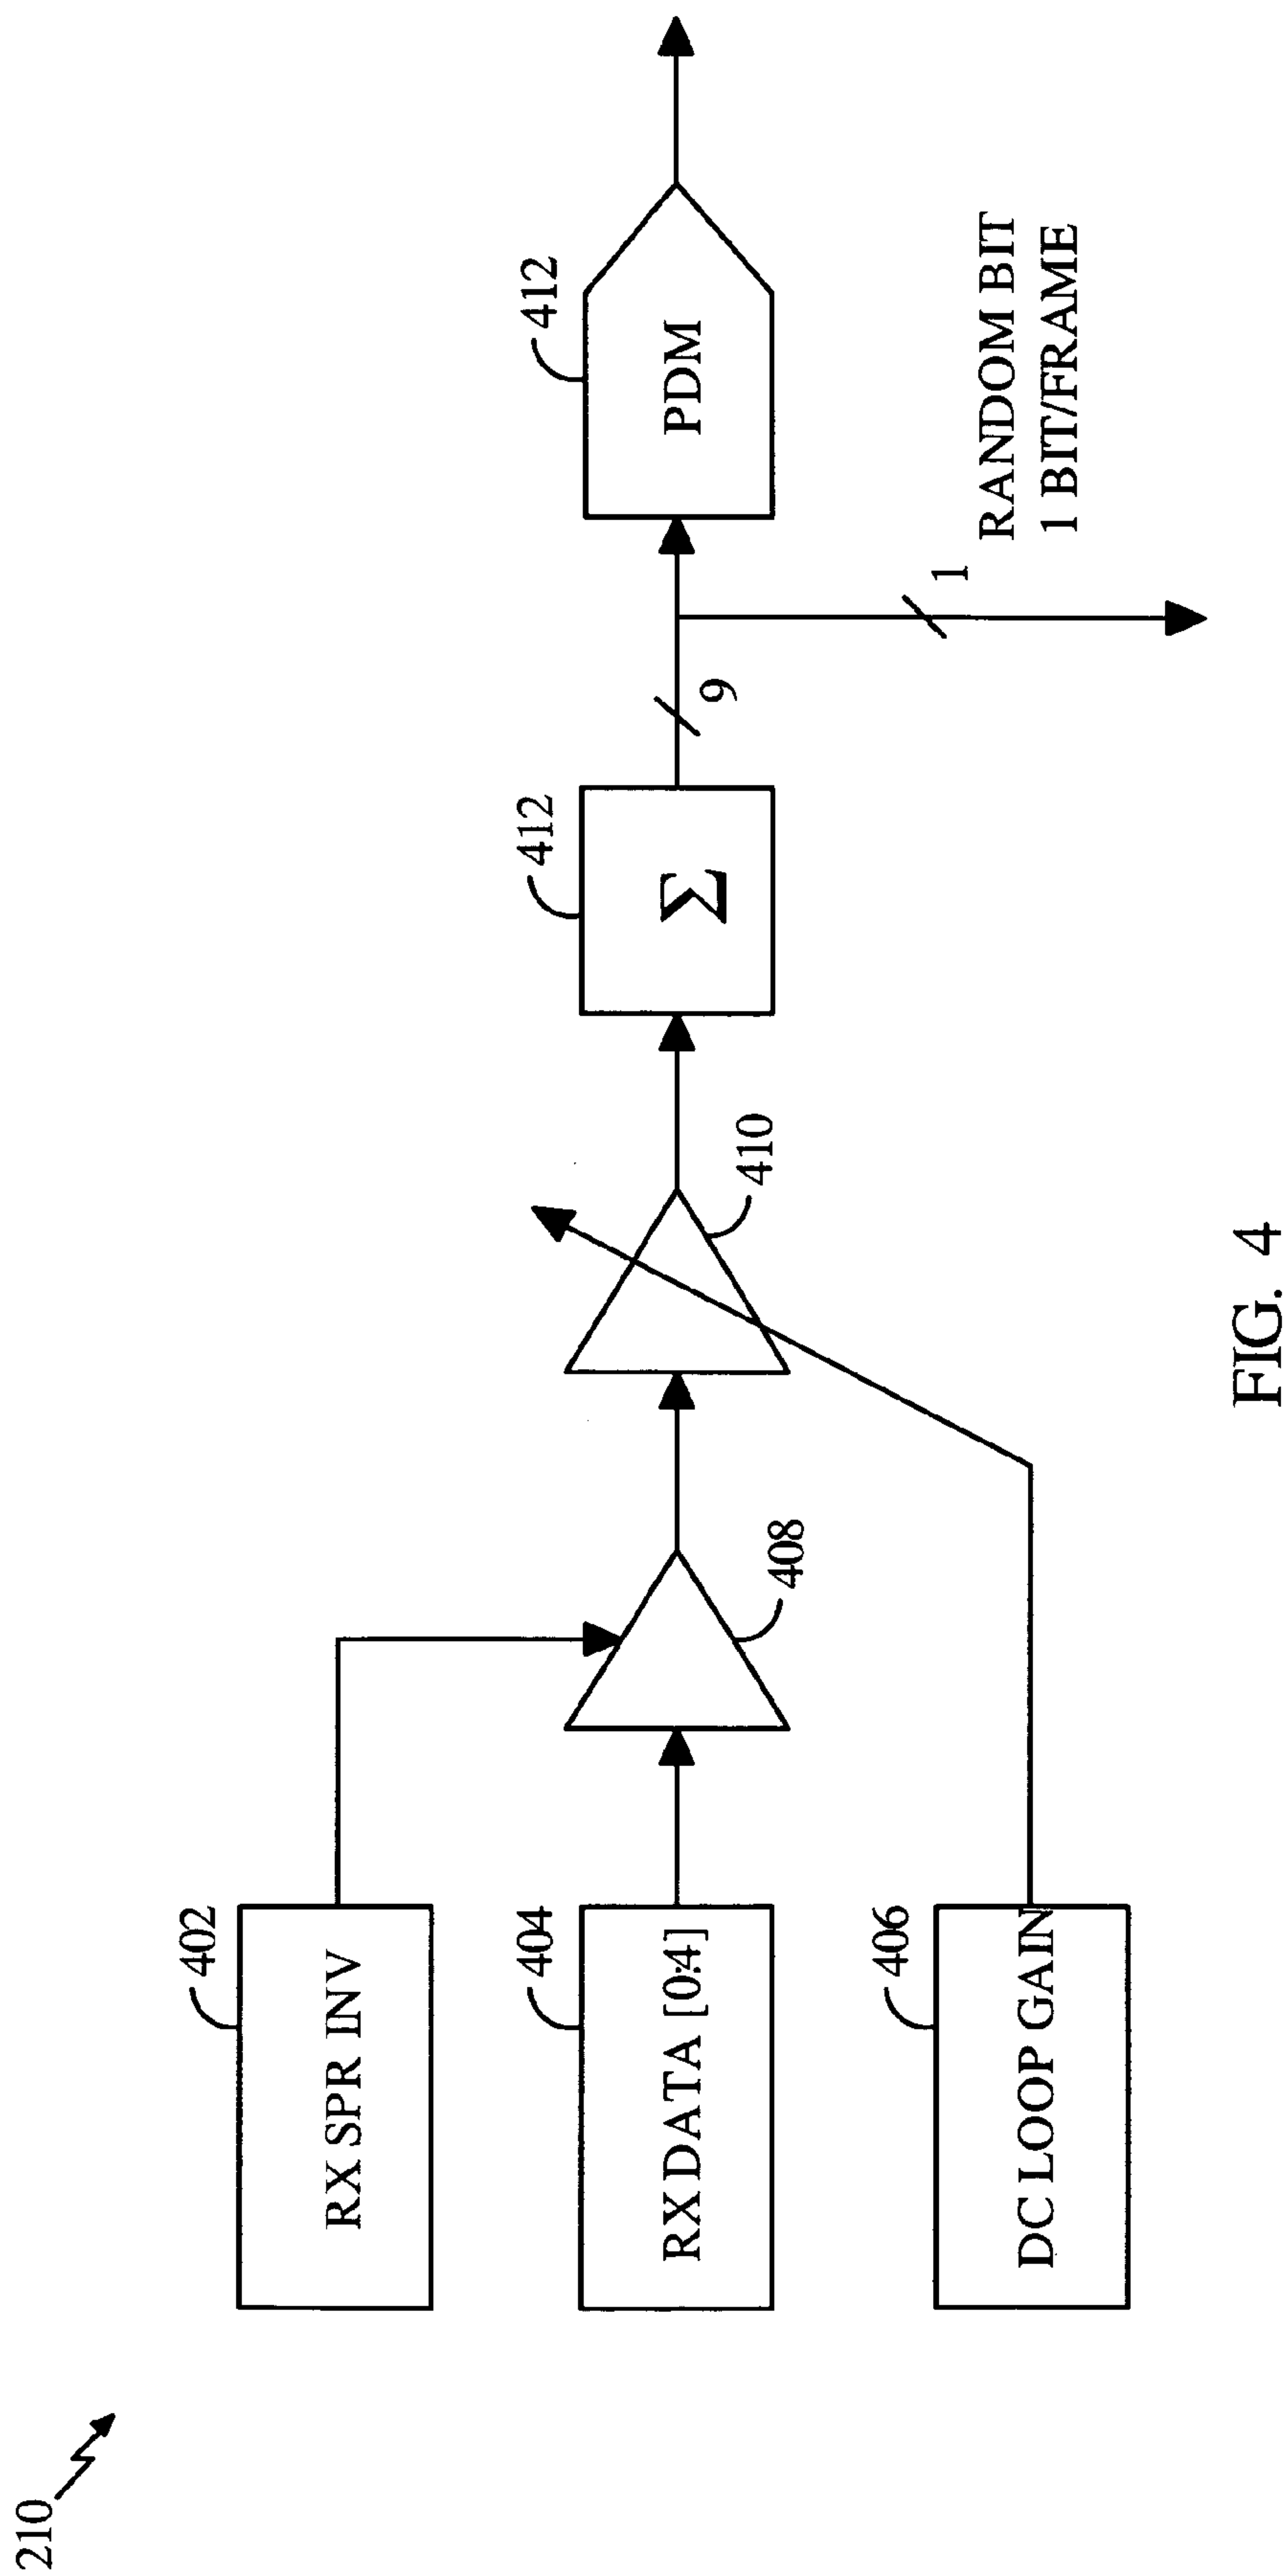 210
402
RX SPR INV
404
RX DATA [0:4]
406
DC LOOP GAIN
408
410
412
Σ
9
412
PDM
1
RANDOM BIT
1 BIT/FRAME
FIG. 4